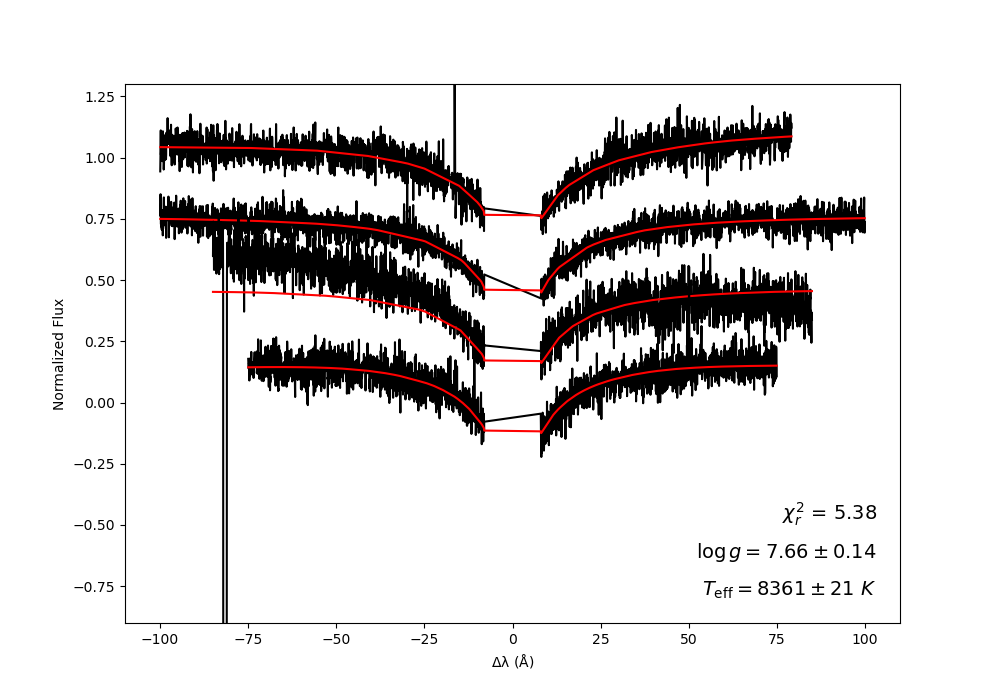 1.25
1.00
0.75
0.50
0.25
0.00
−0.25
−0.50
−0.75
Normalized Flux
χ²ᵣ = 5.38
log g = 7.66 ± 0.14
T_eff = 8361 ± 21 K
−100 −75 −50 −25 0 25 50 75 100
Δλ (Å)